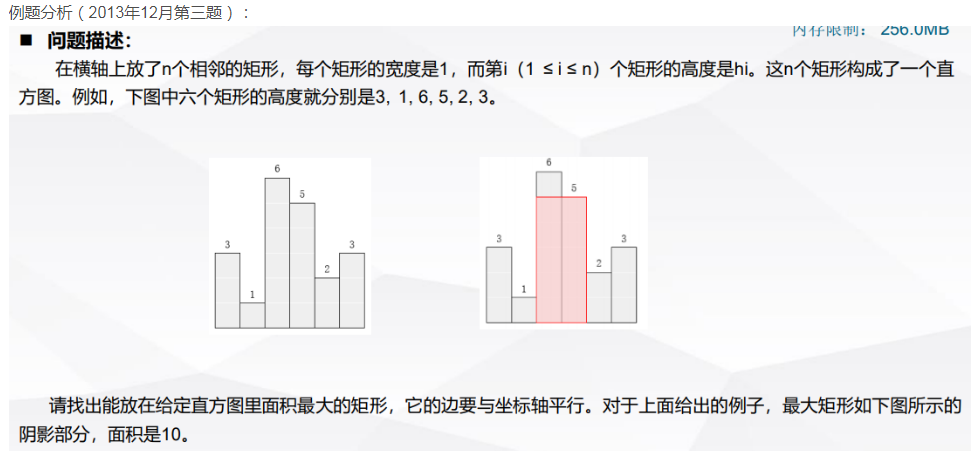 例题分析（2013年12月第三题）：
内存限制： 256.0MB
■ 问题描述：
在横轴上放了n个相邻的矩形，每个矩形的宽度是1，而第i（1 ≤ i ≤ n）个矩形的高度是hi。这n个矩形构成了一个直
方图。例如，下图中六个矩形的高度就分别是3, 1, 6, 5, 2, 3。
3 1 6 5 2 3
3 1 6 5 2 3
请找出能放在给定直方图里面积最大的矩形，它的边要与坐标轴平行。对于上面给出的例子，最大矩形如下图所示的
阴影部分，面积是10。